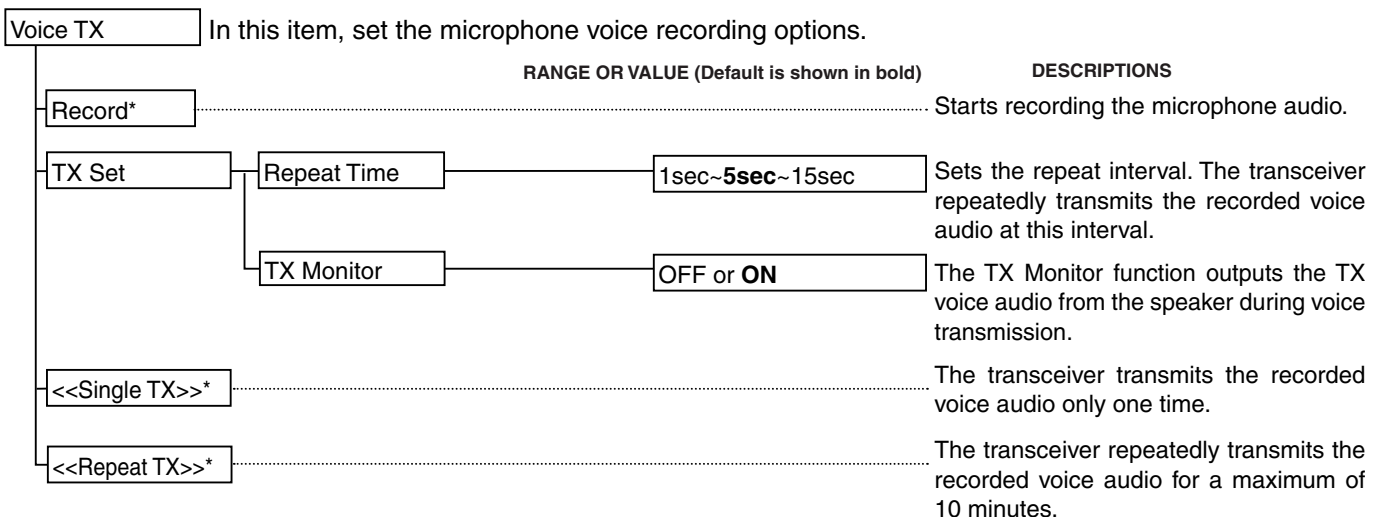 Voice TX In this item, set the microphone voice recording options.
RANGE OR VALUE (Default is shown in bold) DESCRIPTIONS
Record* Starts recording the microphone audio.
TX Set Repeat Time 1sec~5sec~15sec Sets the repeat interval. The transceiver
repeatedly transmits the recorded voice
audio at this interval.
TX Monitor OFF or ON The TX Monitor function outputs the TX
voice audio from the speaker during voice
transmission.
<<Single TX>>* The transceiver transmits the recorded
voice audio only one time.
<<Repeat TX>>* The transceiver repeatedly transmits the
recorded voice audio for a maximum of
10 minutes.